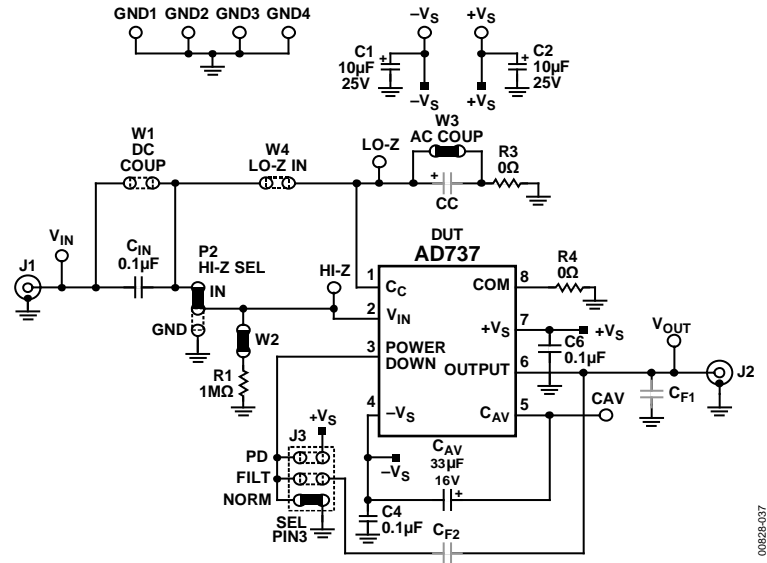 GND1 GND2 GND3 GND4
–VS +VS
C1
10µF
25V
C2
10µF
25V
–VS +VS
W1
DC
COUP
W4
LO-Z IN
LO-Z
W3
AC COUP
+
CC
R3
0Ω
VIN
J1
CIN
0.1µF
P2
HI-Z SEL
IN
GND
HI-Z
W2
R1
1MΩ
DUT
AD737
1 CC
2 VIN
3 POWER
DOWN
4 –VS
COM 8
+VS 7
OUTPUT 6
CAV 5
R4
0Ω
+VS
C6
0.1µF
VOUT
J2
CF1
CAV
–VS
CAV
33µF
16V
+
C4
0.1µF
CF2
+VS
J3
PD
FILT
NORM
SEL
PIN3
00828-037